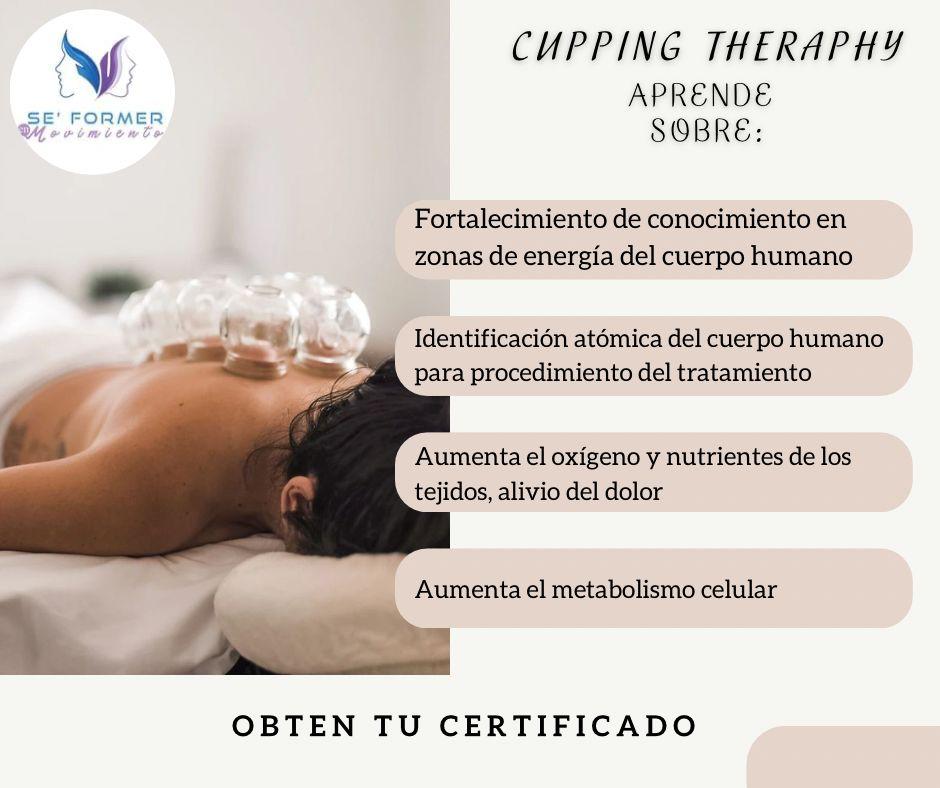 SE' FORMER
en Movimiento
CUPPING THERAPHY
APRENDE
SOBRE:
Fortalecimiento de conocimiento en
zonas de energía del cuerpo humano
Identificación atómica del cuerpo humano
para procedimiento del tratamiento
Aumenta el oxígeno y nutrientes de los
tejidos, alivio del dolor
Aumenta el metabolismo celular
OBTEN TU CERTIFICADO